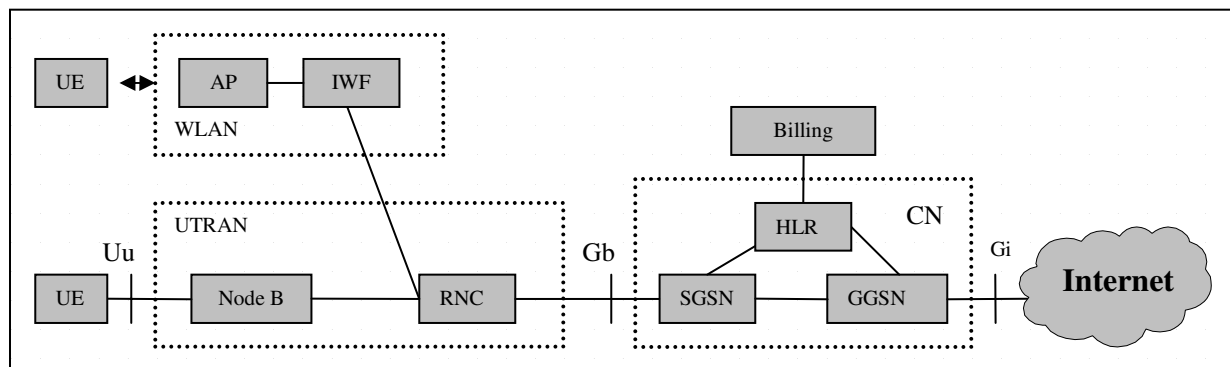 UE
AP
IWF
WLAN
Billing
UTRAN
HLR
CN
Uu
Gb
Gi
UE
Node B
RNC
SGSN
GGSN
Internet